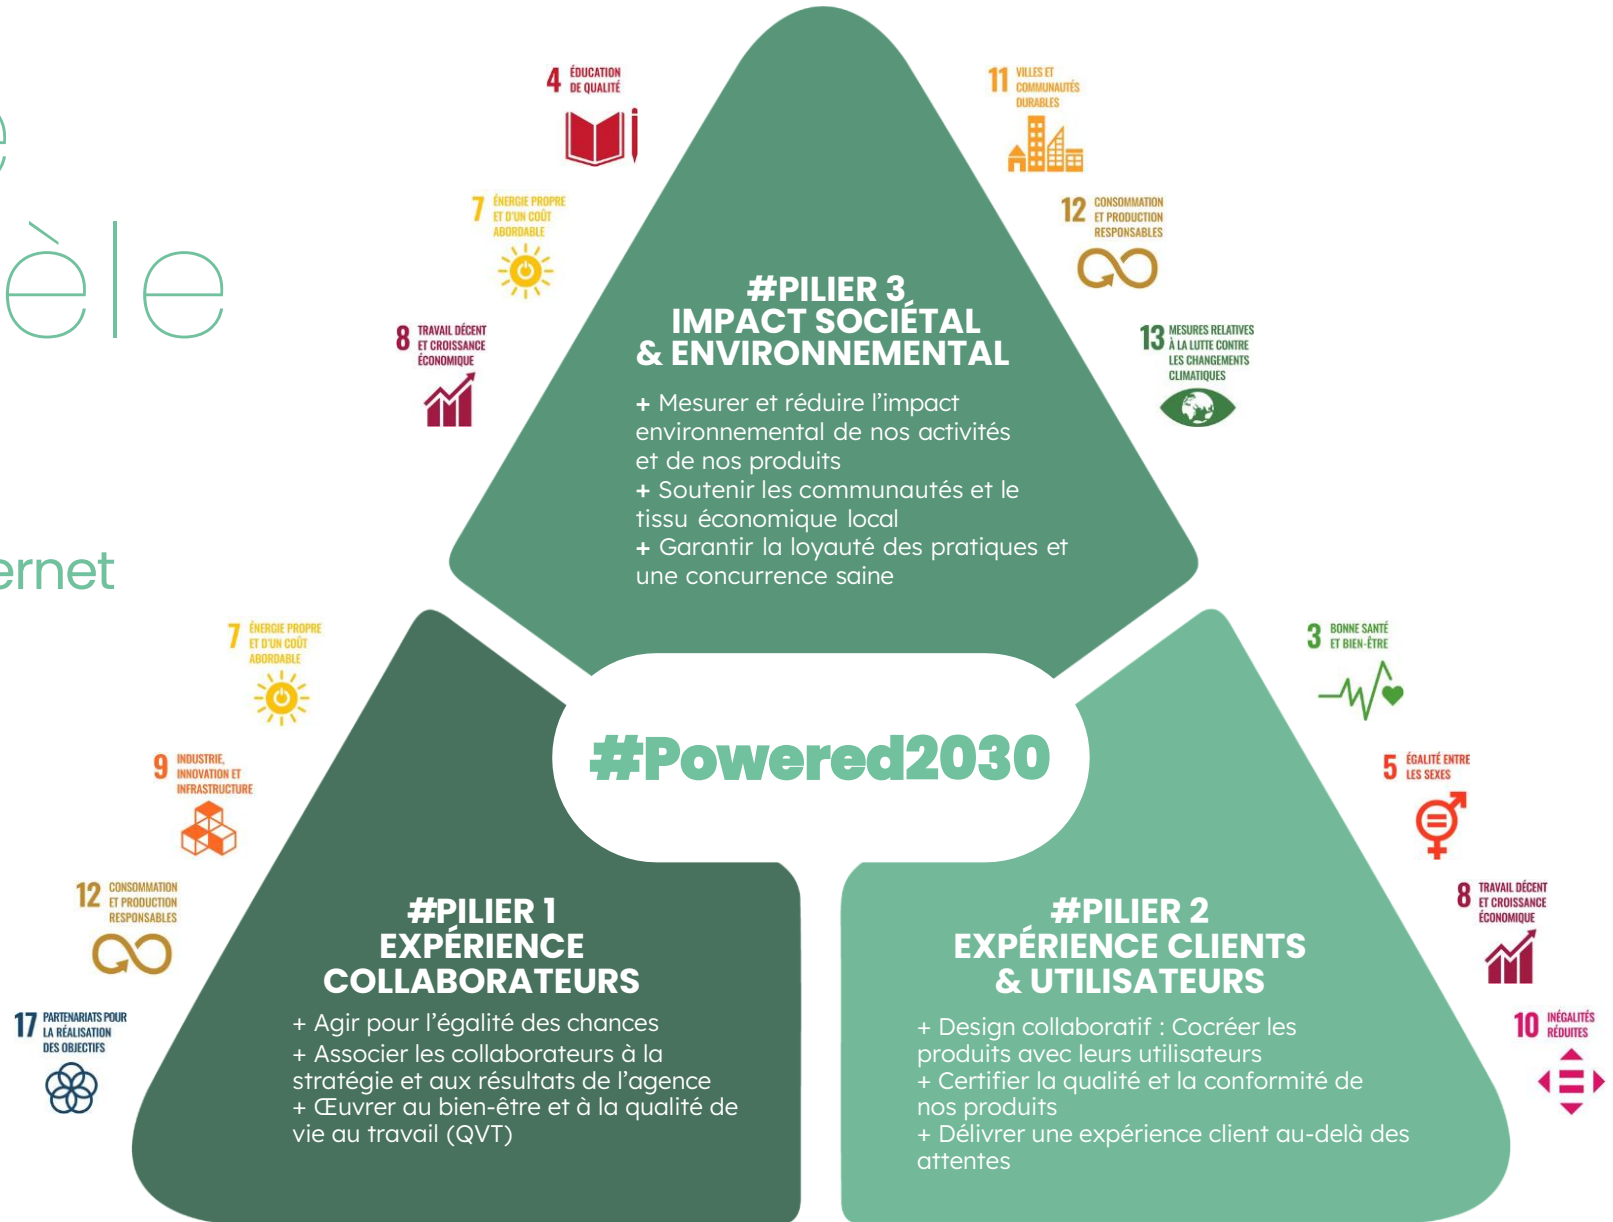 èle
ernet
4 ÉDUCATION
DE QUALITÉ
7 ÉNERGIE PROPRE
ET D'UN COÛT
ABORDABLE
8 TRAVAIL DÉCENT
ET CROISSANCE
ÉCONOMIQUE
11 VILLES ET
COMMUNAUTÉS
DURABLES
12 CONSOMMATION
ET PRODUCTION
RESPONSABLES
13 MESURES RELATIVES
À LA LUTTE CONTRE
LES CHANGEMENTS
CLIMATIQUES
#PILIER 3
IMPACT SOCIÉTAL
& ENVIRONNEMENTAL
+ Mesurer et réduire l’impact
environnemental de nos activités
et de nos produits
+ Soutenir les communautés et le
tissu économique local
+ Garantir la loyauté des pratiques et
une concurrence saine
#Powered2030
7 ÉNERGIE PROPRE
ET D'UN COÛT
ABORDABLE
9 INDUSTRIE,
INNOVATION ET
INFRASTRUCTURE
12 CONSOMMATION
ET PRODUCTION
RESPONSABLES
17 PARTENARIATS POUR
LA RÉALISATION
DES OBJECTIFS
#PILIER 1
EXPÉRIENCE
COLLABORATEURS
+ Agir pour l’égalité des chances
+ Associer les collaborateurs à la
stratégie et aux résultats de l’agence
+ Œuvrer au bien-être et à la qualité de
vie au travail (QVT)
#PILIER 2
EXPÉRIENCE CLIENTS
& UTILISATEURS
+ Design collaboratif : Cocréer les
produits avec leurs utilisateurs
+ Certifier la qualité et la conformité de
nos produits
+ Délivrer une expérience client au-delà des
attentes
3 BONNE SANTÉ
ET BIEN-ÊTRE
5 ÉGALITÉ ENTRE
LES SEXES
8 TRAVAIL DÉCENT
ET CROISSANCE
ÉCONOMIQUE
10 INÉGALITÉS
RÉDUITES